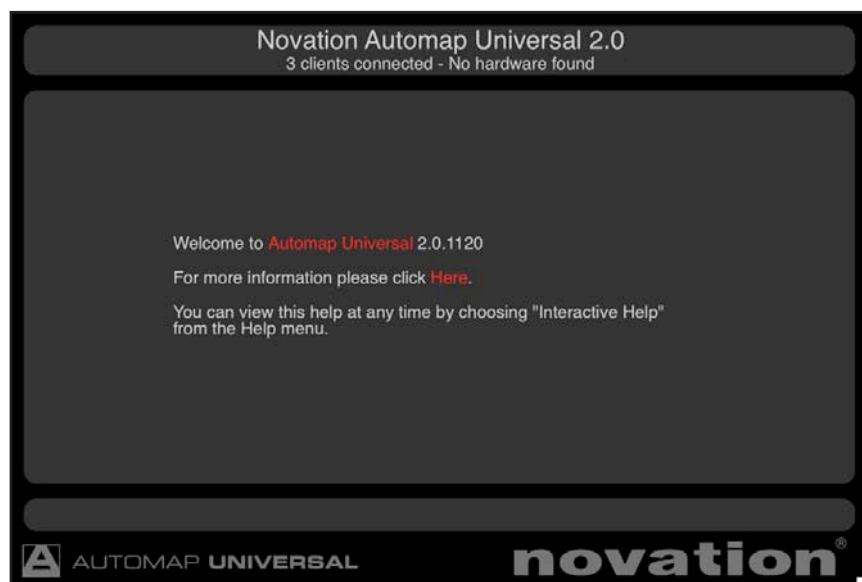 Novation Automap Universal 2.0
3 clients connected - No hardware found
Welcome to Automap Universal 2.0.1120
For more information please click Here.
You can view this help at any time by choosing "Interactive Help"
from the Help menu.
A AUTOMAP UNIVERSAL
novation®